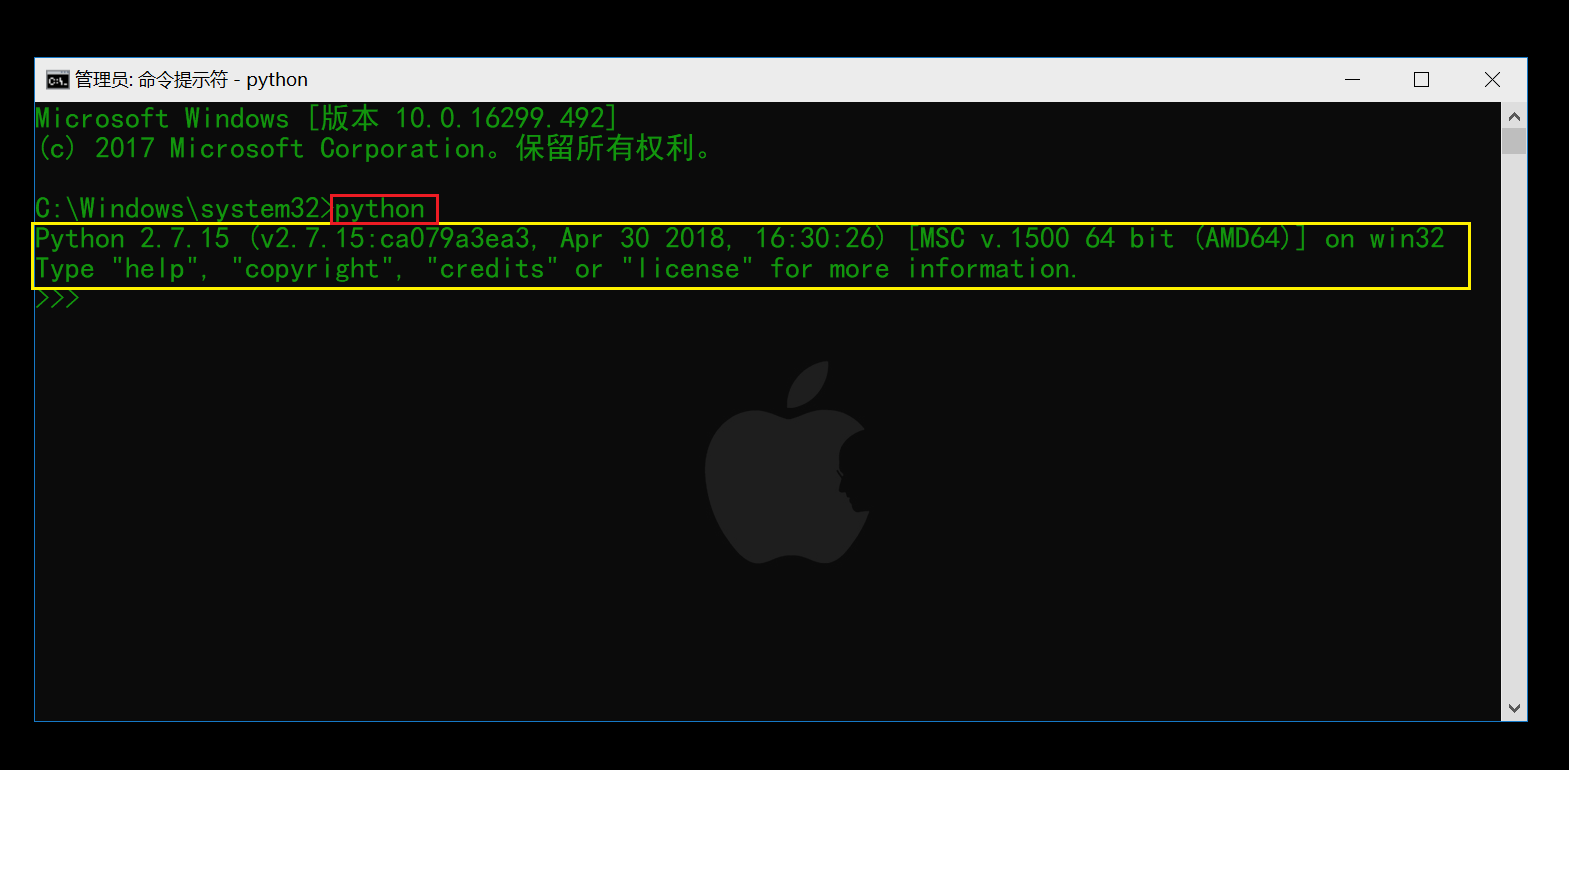 管理员: 命令提示符 - python
Microsoft Windows [版本 10.0.16299.492]
(c) 2017 Microsoft Corporation。保留所有权利。
C:\Windows\system32>python
Python 2.7.15 (v2.7.15:ca079a3ea3, Apr 30 2018, 16:30:26) [MSC v.1500 64 bit (AMD64)] on win32
Type "help", "copyright", "credits" or "license" for more information.
>>>